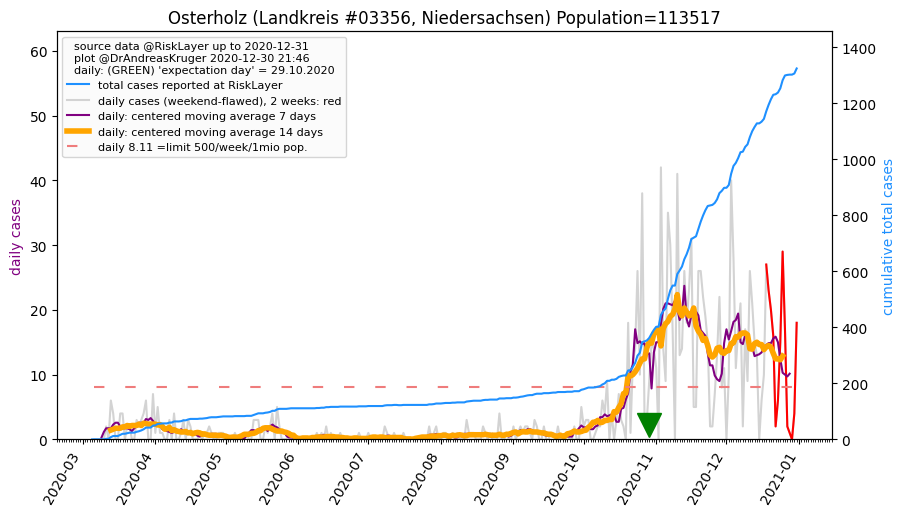 Osterholz (Landkreis #03356, Niedersachsen) Population=113517
source data @RiskLayer up to 2020-12-31
plot @DrAndreasKruger 2020-12-30 21:46
daily: (GREEN) 'expectation day' = 29.10.2020
total cases reported at RiskLayer
daily cases (weekend-flawed), 2 weeks: red
daily: centered moving average 7 days
daily: centered moving average 14 days
daily 8.11 =limit 500/week/1mio pop.
daily cases
60
50
40
30
20
10
0
cumulative total cases
1400
1200
1000
800
600
400
200
0
2020-03
2020-04
2020-05
2020-06
2020-07
2020-08
2020-09
2020-10
2020-11
2020-12
2021-01